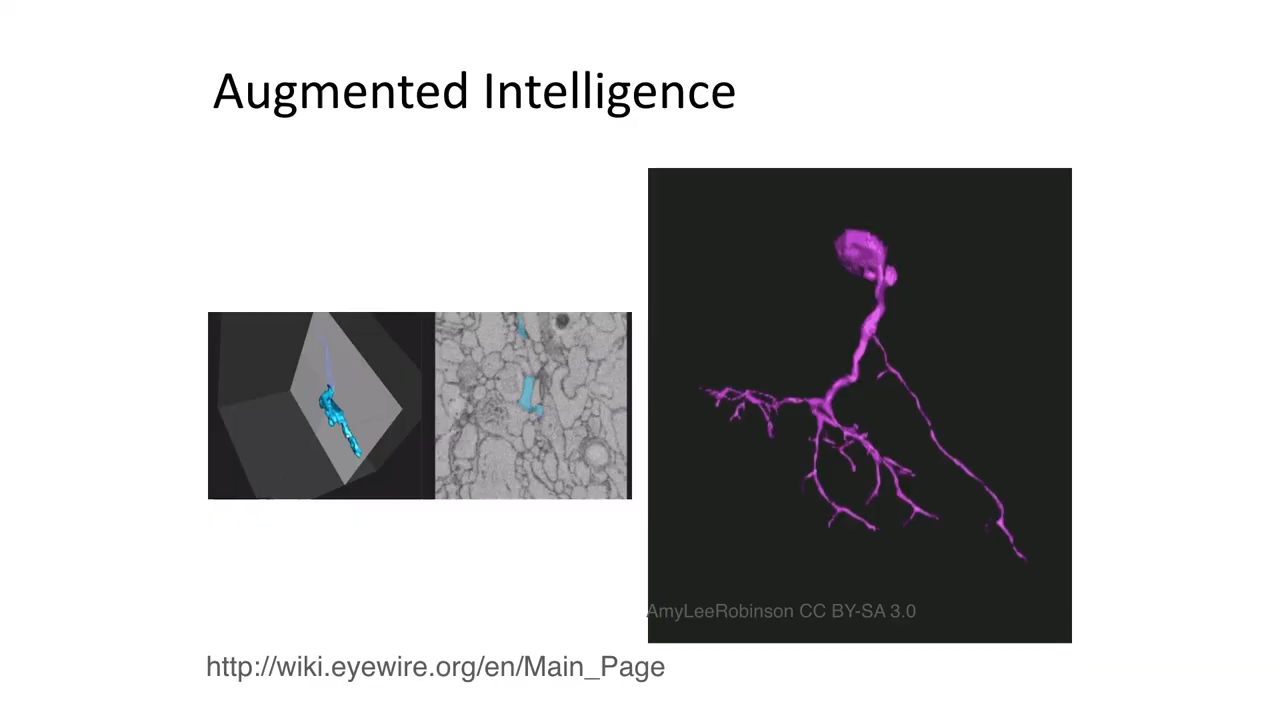 Augmented Intelligence
AmyLeeRobinson CC BY-SA 3.0
http://wiki.eyewire.org/en/Main_Page